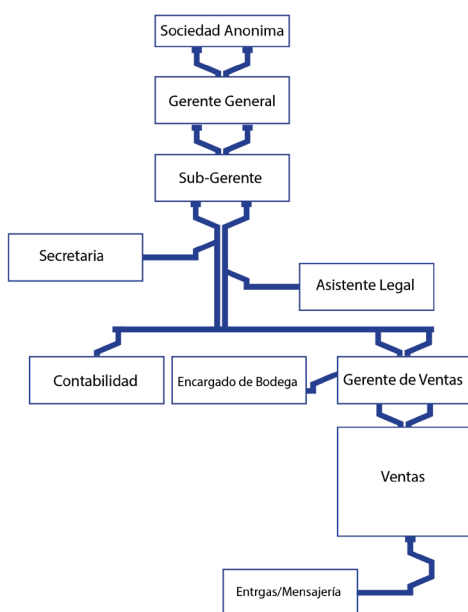 Sociedad Anonima
Gerente General
Sub-Gerente
Secretaria
Asistente Legal
Contabilidad
Encargado de Bodega
Gerente de Ventas
Ventas
Entrgas/Mensajería